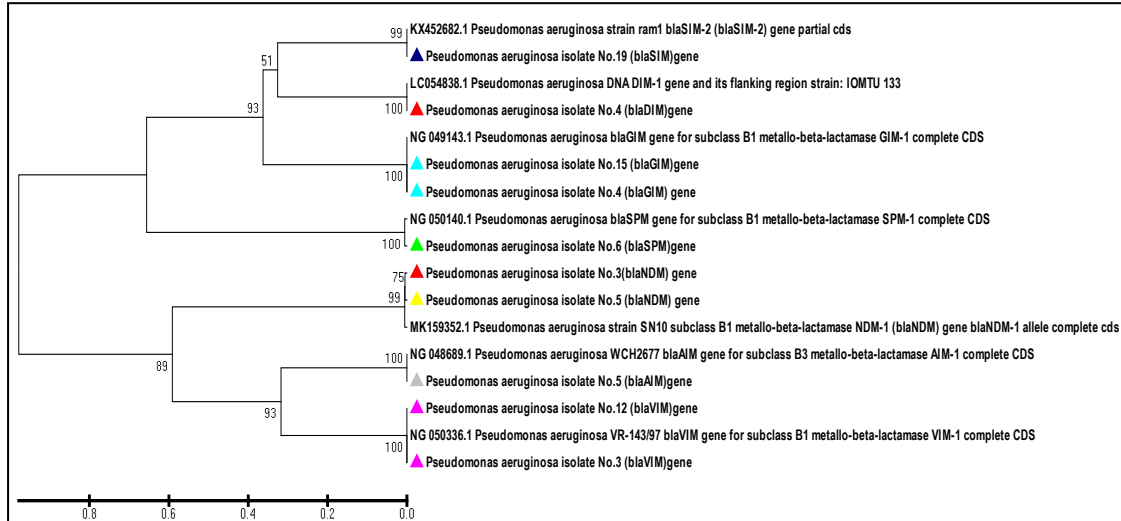 KX452682.1 Pseudomonas aeruginosa strain ram1 blaSIM-2 (blaSIM-2) gene partial cds
99
Pseudomonas aeruginosa isolate No.19 (blaSIM)gene
51
LC054838.1 Pseudomonas aeruginosa DNA DIM-1 gene and its flanking region strain: IOMTU 133
93
100 Pseudomonas aeruginosa isolate No.4 (blaDIM)gene
NG 049143.1 Pseudomonas aeruginosa blaGIM gene for subclass B1 metallo-beta-lactamase GIM-1 complete CDS
Pseudomonas aeruginosa isolate No.15 (blaGIM)gene
100
Pseudomonas aeruginosa isolate No.4 (blaGIM) gene
NG 050140.1 Pseudomonas aeruginosa blaSPM gene for subclass B1 metallo-beta-lactamase SPM-1 complete CDS
100 Pseudomonas aeruginosa isolate No.6 (blaSPM)gene
75 Pseudomonas aeruginosa isolate No.3(blaNDM) gene
99 Pseudomonas aeruginosa isolate No.5 (blaNDM) gene
MK159352.1 Pseudomonas aeruginosa strain SN10 subclass B1 metallo-beta-lactamase NDM-1 (blaNDM) gene blaNDM-1 allele complete cds
NG 048689.1 Pseudomonas aeruginosa WCH2677 blaAIM gene for subclass B3 metallo-beta-lactamase AIM-1 complete CDS
100
89
Pseudomonas aeruginosa isolate No.5 (blaAIM)gene
Pseudomonas aeruginosa isolate No.12 (blaVIM)gene
93
NG 050336.1 Pseudomonas aeruginosa VR-143/97 blaVIM gene for subclass B1 metallo-beta-lactamase VIM-1 complete CDS
100
Pseudomonas aeruginosa isolate No.3 (blaVIM)gene
0.8 0.6 0.4 0.2 0.0